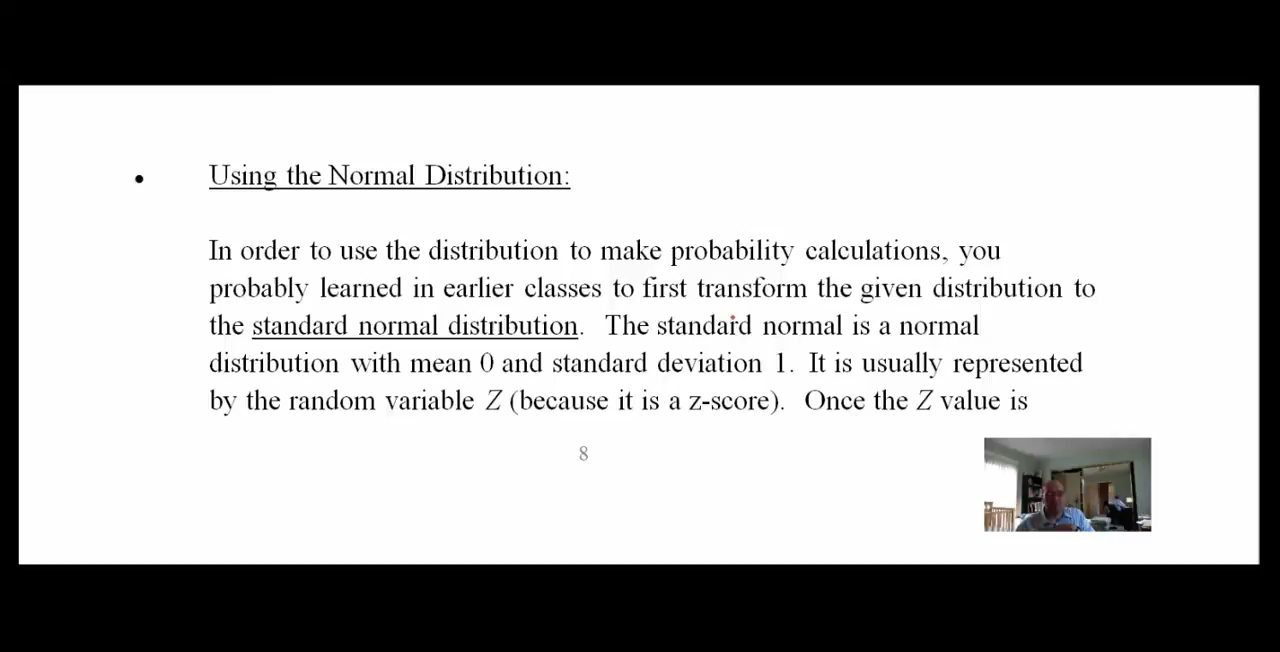 • Using the Normal Distribution:
In order to use the distribution to make probability calculations, you
probably learned in earlier classes to first transform the given distribution to
the standard normal distribution. The standard normal is a normal
distribution with mean 0 and standard deviation 1. It is usually represented
by the random variable Z (because it is a z-score). Once the Z value is
8